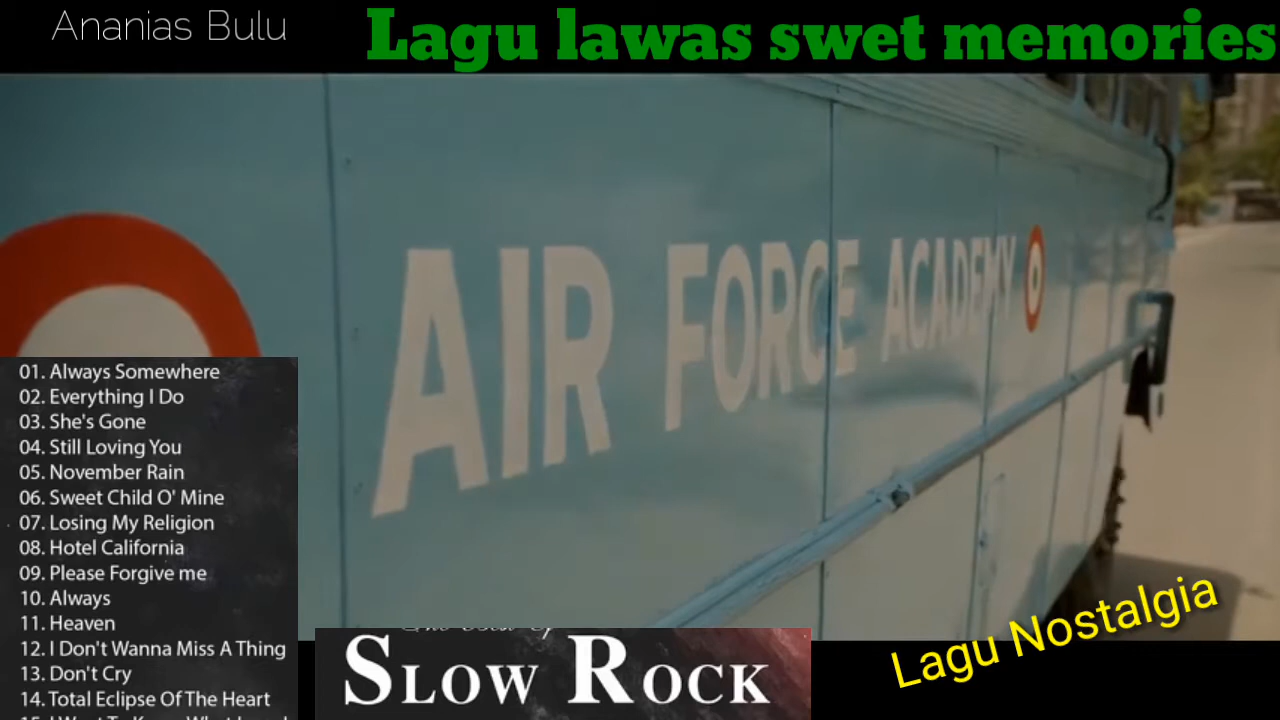 Ananias Bulu
Lagu lawas swet memories
AIR FORCE ACADEMY
01. Always Somewhere
02. Everything I Do
03. She's Gone
04. Still Loving You
05. November Rain
06. Sweet Child O' Mine
07. Losing My Religion
08. Hotel California
09. Please Forgive me
10. Always
11. Heaven
12. I Don't Wanna Miss A Thing
13. Don't Cry
14. Total Eclipse Of The Heart
SLOW ROCK
Lagu Nostalgia